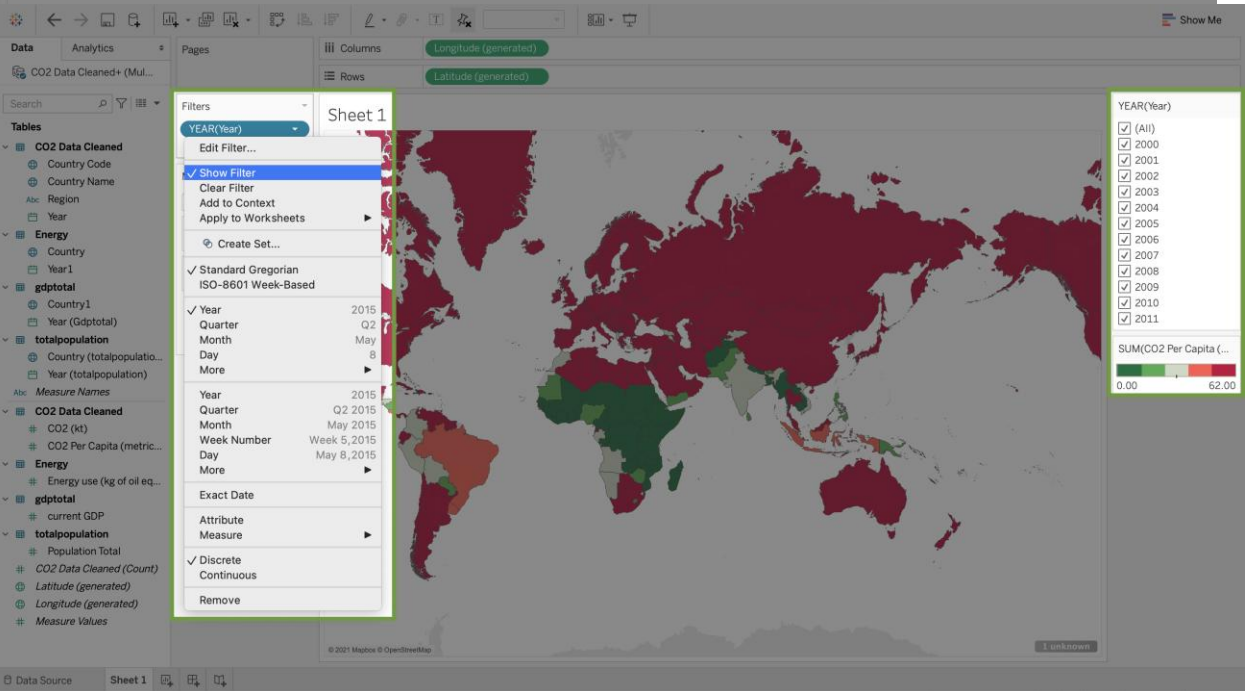 Show Me
Data
Analytics
Pages
iii Columns
Longitude (generated)
CO2 Data Cleaned+ (Mul...
Rows
Latitude (generated)
Search
Tables
CO2 Data Cleaned
Country Code
Country Name
Abc Region
Year
Energy
Country
Year1
gdptotal
Country1
Year (Gdptotal)
totalpopulation
Country (totalpopulatio...
Year (totalpopulation)
Abc Measure Names
CO2 Data Cleaned
# CO2 (kt)
# CO2 Per Capita (metric...
Energy
# Energy use (kg of oil eq...
gdptotal
# current GDP
totalpopulation
# Population Total
# CO2 Data Cleaned (Count)
Latitude (generated)
Longitude (generated)
# Measure Values
Filters
YEAR(Year)
Edit Filter...
✓ Show Filter
Clear Filter
Add to Context
Apply to Worksheets
Create Set...
✓ Standard Gregorian
ISO-8601 Week-Based
✓ Year 2015
Quarter Q2
Month May
Day 8
More
Year 2015
Quarter Q2 2015
Month May 2015
Week Number Week 5,2015
Day May 8,2015
More
Exact Date
Attribute
Measure
✓ Discrete
Continuous
Remove
Sheet 1
© 2021 Mapbox © OpenStreetMap
1 unknown
YEAR(Year)
(All)
2000
2001
2002
2003
2004
2005
2006
2007
2008
2009
2010
2011
SUM(CO2 Per Capita (...
0.00 62.00
Data Source
Sheet 1